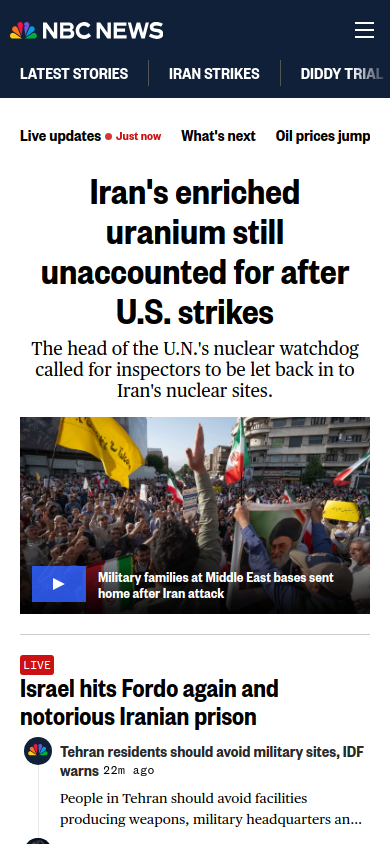 NBC NEWS
LATEST STORIES
IRAN STRIKES
DIDDY TRIAL
Live updates
Just now
What's next
Oil prices jump
Iran's enriched
uranium still
unaccounted for after
U.S. strikes
The head of the U.N.'s nuclear watchdog
called for inspectors to be let back in to
Iran's nuclear sites.
Military families at Middle East bases sent
home after Iran attack
LIVE
Israel hits Fordo again and
notorious Iranian prison
Tehran residents should avoid military sites, IDF
warns 22m ago
People in Tehran should avoid facilities
producing weapons, military headquarters an...